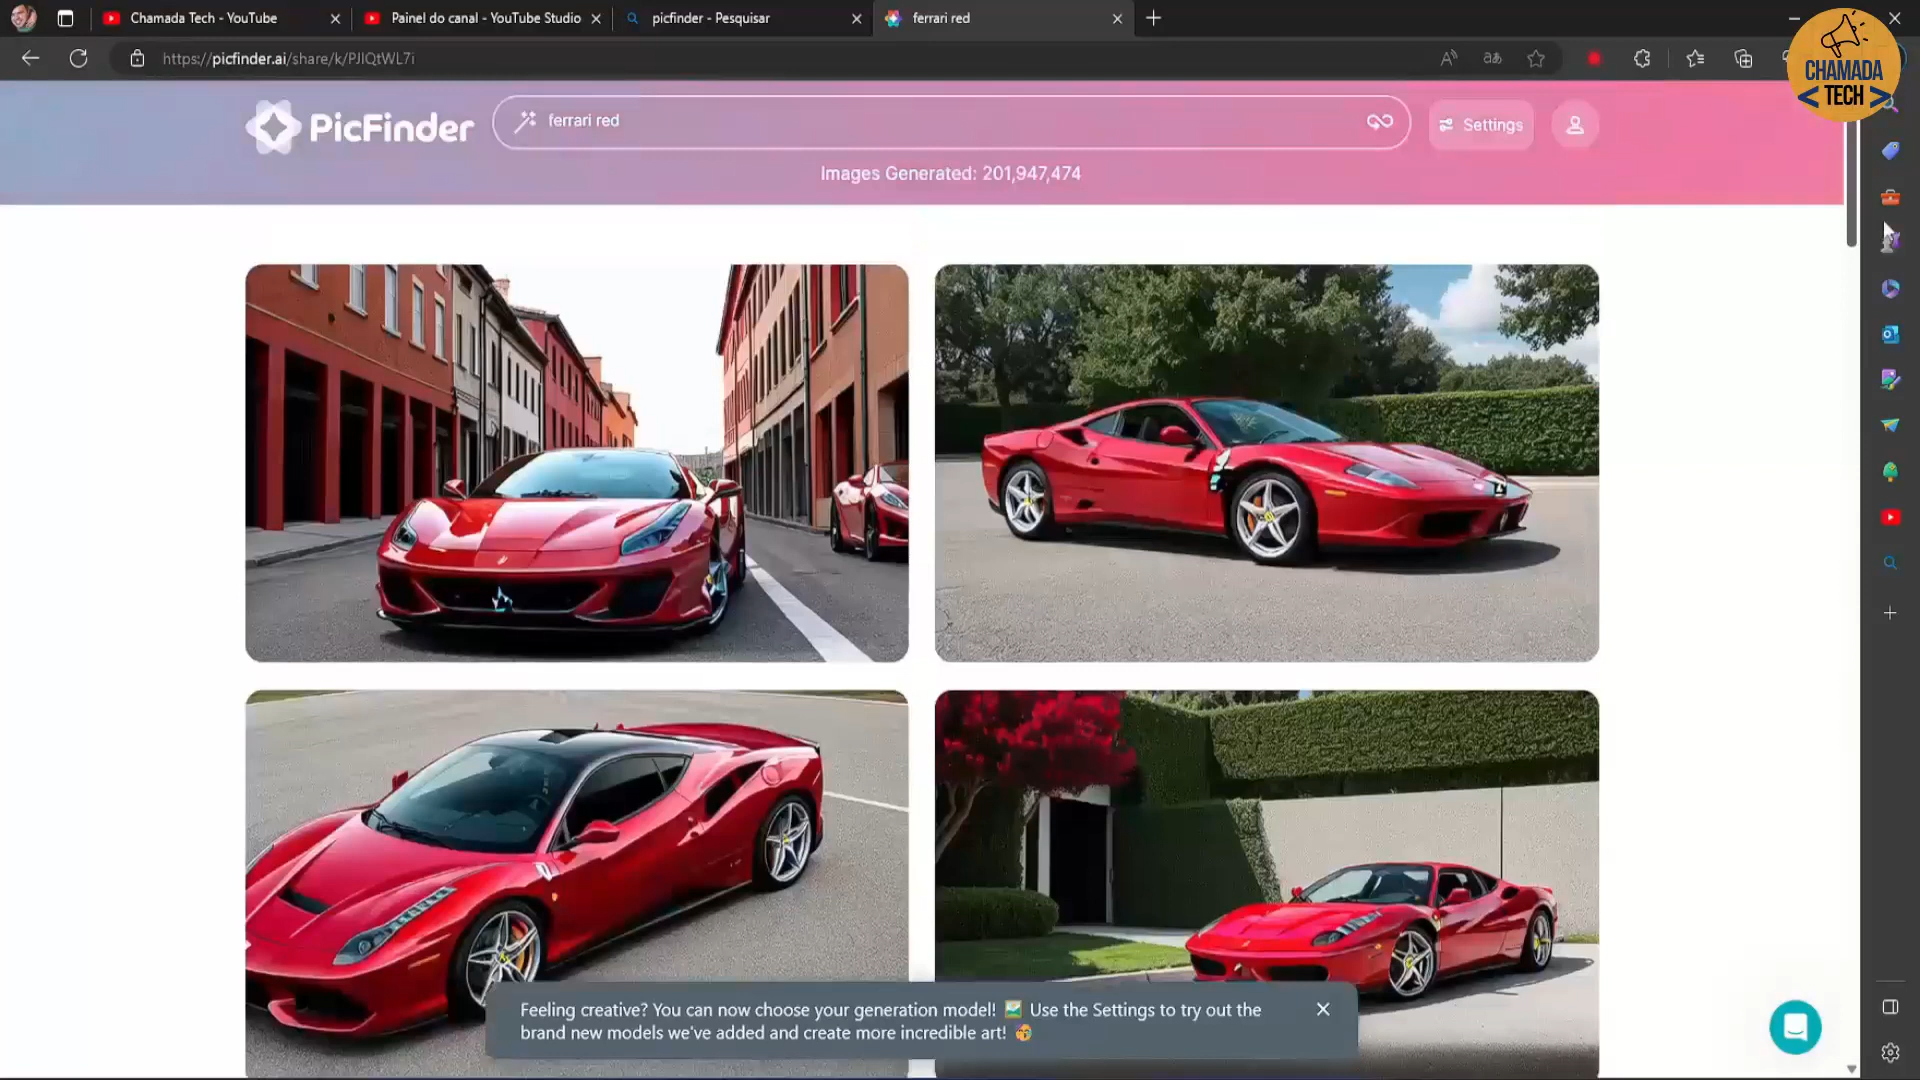 Chamada Tech - YouTube
Painel do canal - YouTube Studio
picfinder - Pesquisar
ferrari red
https://picfinder.ai/share/k/PJIQtWL7i
CHAMADA
< TECH >
PicFinder
ferrari red
Settings
Images Generated: 201,947,474
Feeling creative? You can now choose your generation model! 🖼️ Use the Settings to try out the
brand new models we've added and create more incredible art! 🥳